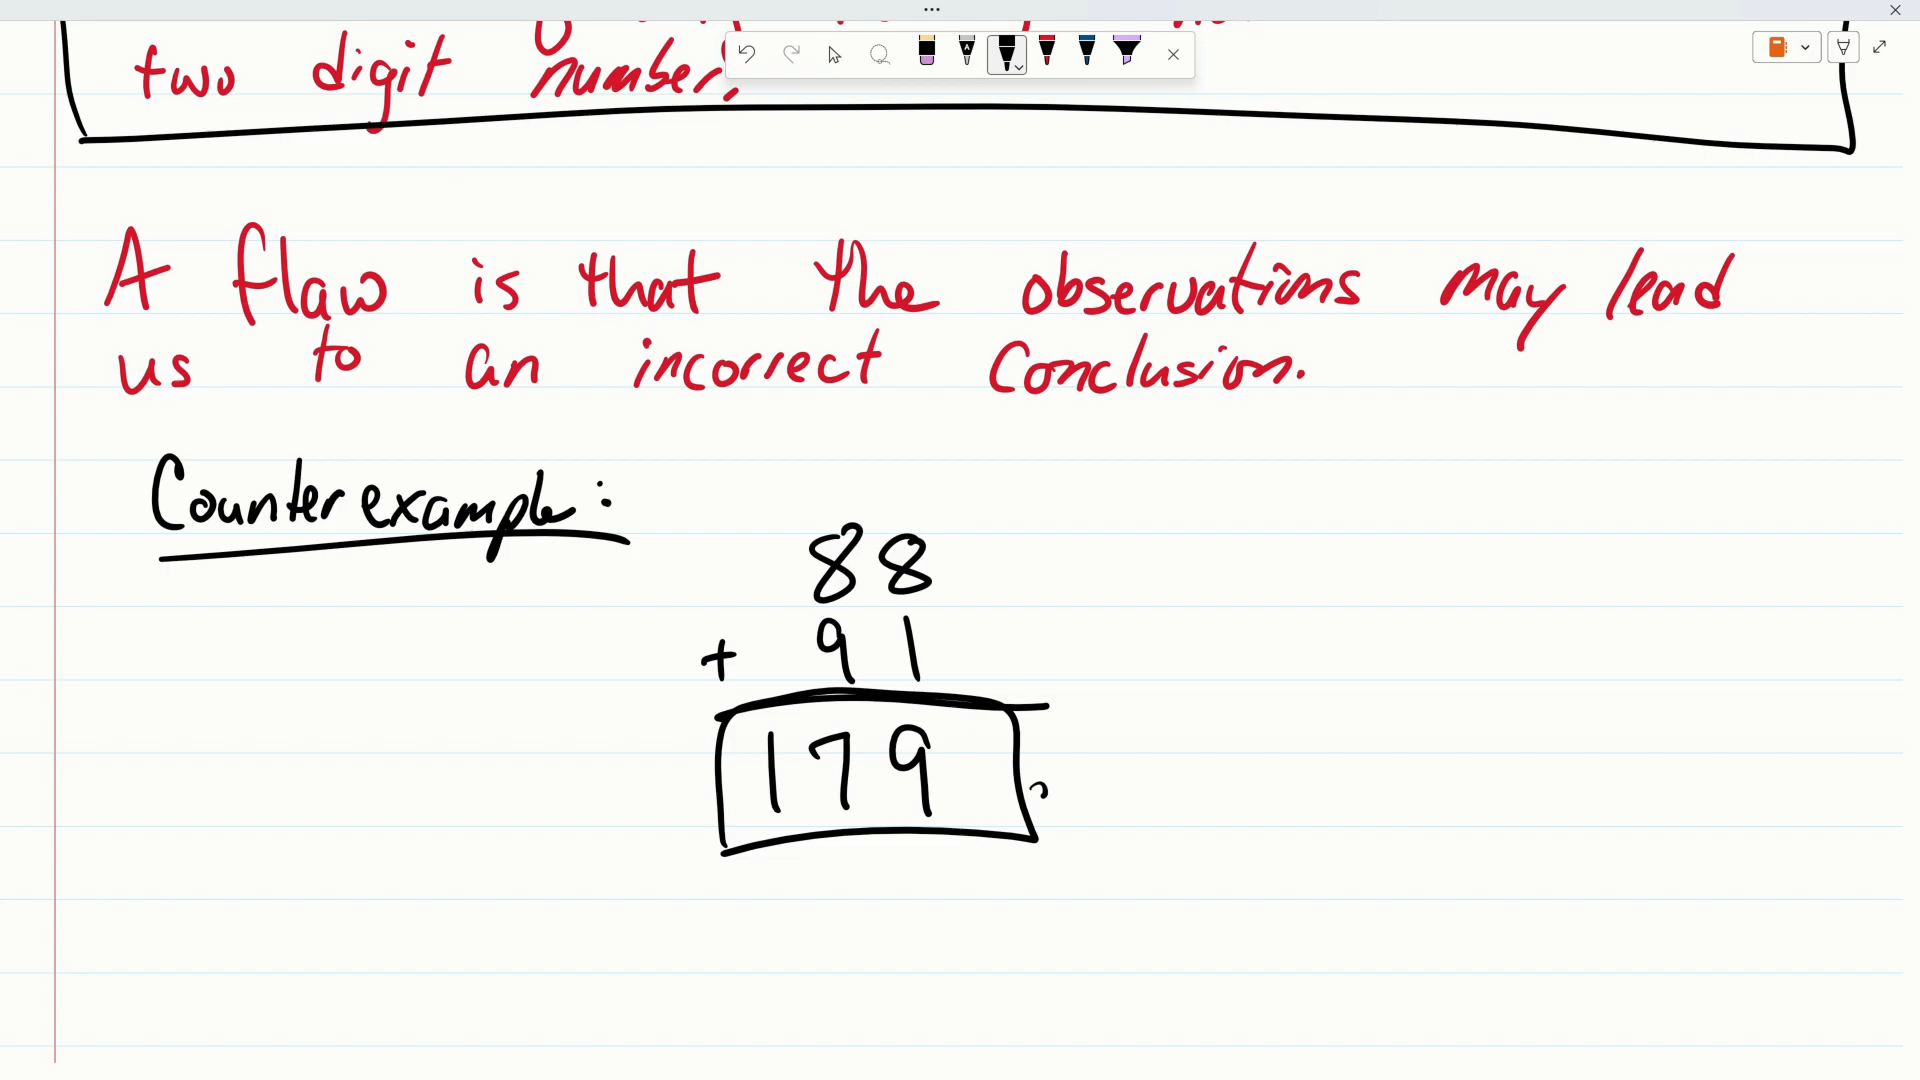 two digit number.
A flaw is that the observations may lead
us to an incorrect conclusion.
Counterexample:
88
+ 91
179